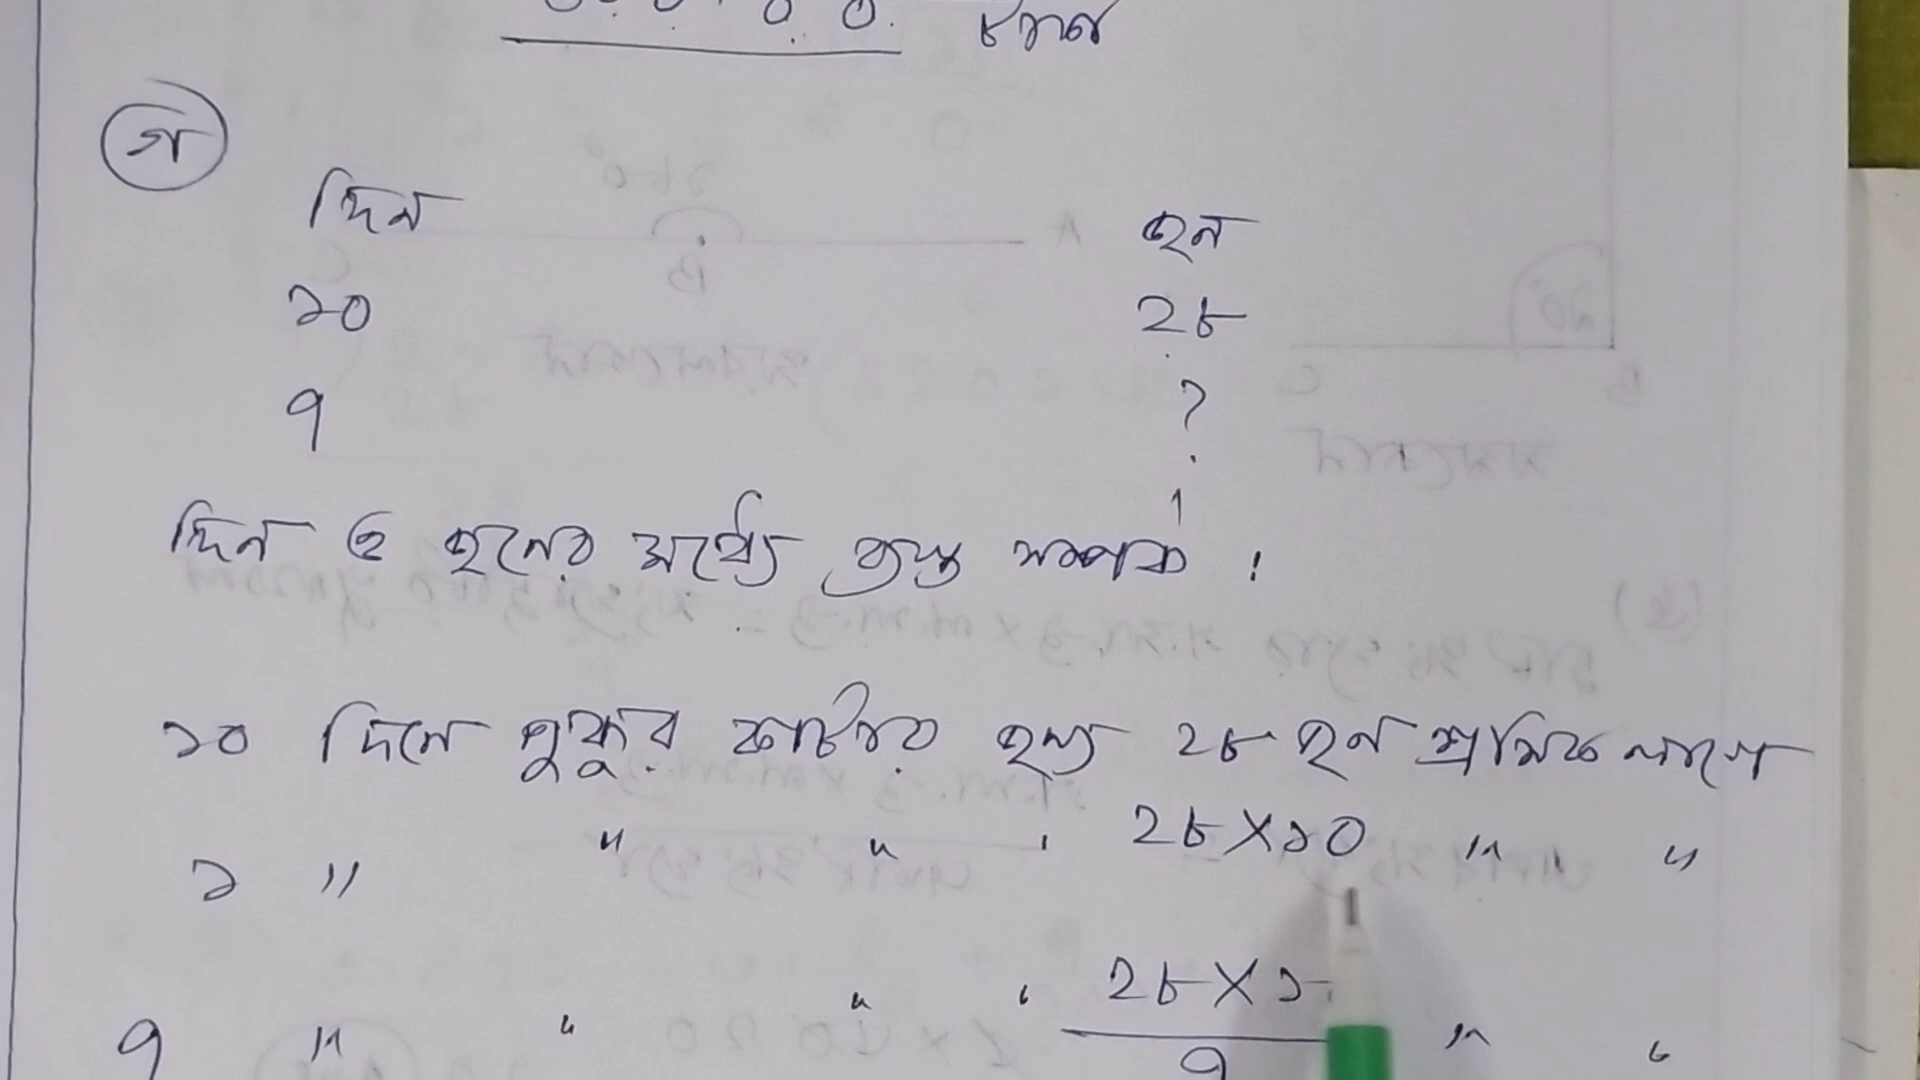 গ
দিন জন
১০ ২৮
৭ ?
দিন ও জনের মধ্যে ব্যস্ত সম্পর্ক ।
১০ দিনে পুকুর কাটার জন্য ২৮ জন শ্রমিক লাগে
১ " " " " ২৮×১০ " "
৭ " " " " ২৮×১
৭ " "